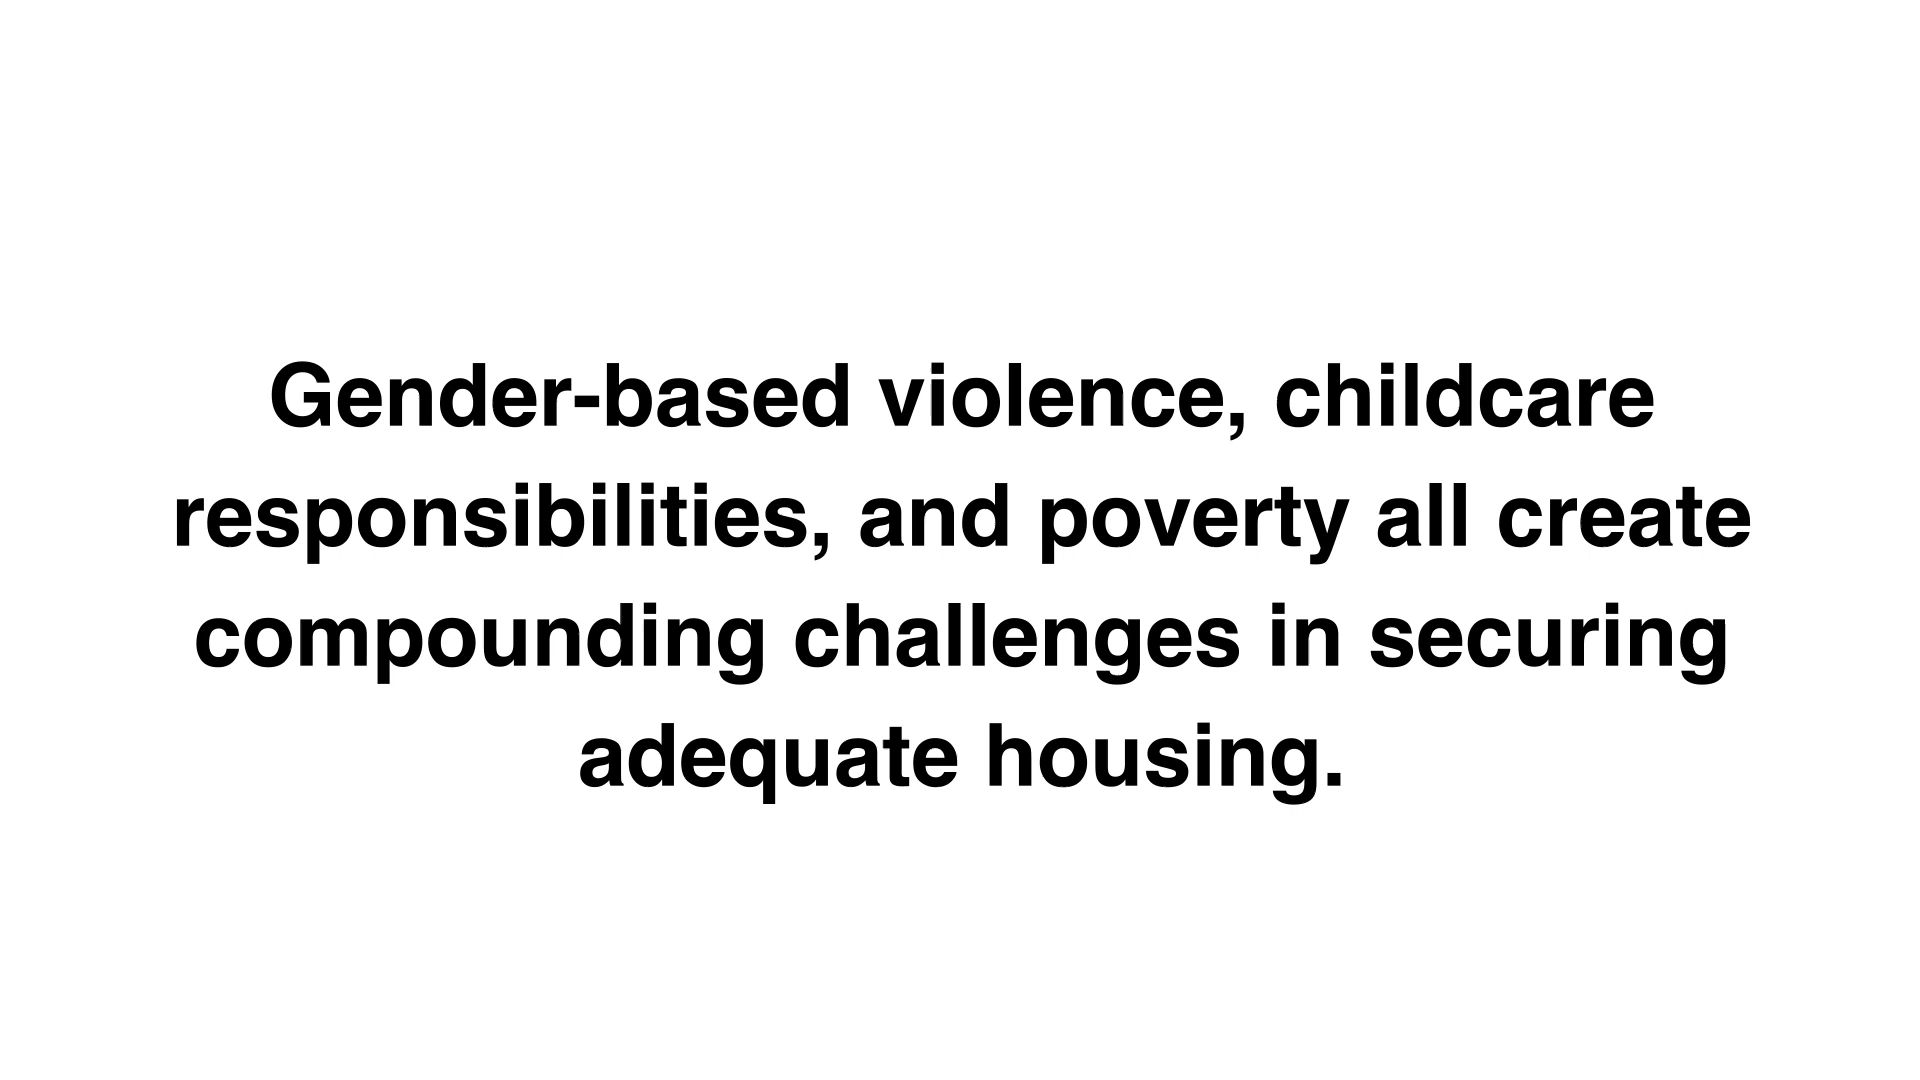 Gender-based violence, childcare
responsibilities, and poverty all create
compounding challenges in securing
adequate housing.